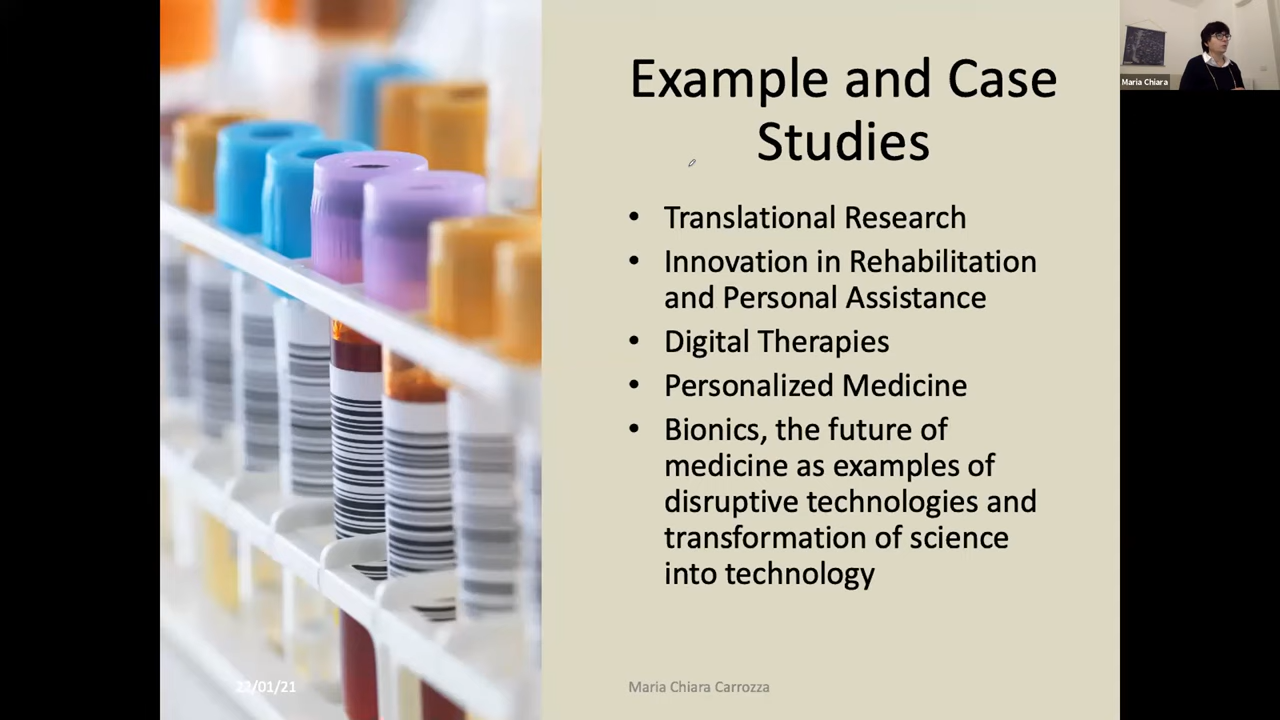 Example and Case
Studies
• Translational Research
• Innovation in Rehabilitation
and Personal Assistance
• Digital Therapies
• Personalized Medicine
• Bionics, the future of
medicine as examples of
disruptive technologies and
transformation of science
into technology
22/01/21
Maria Chiara Carrozza
Maria Chiara